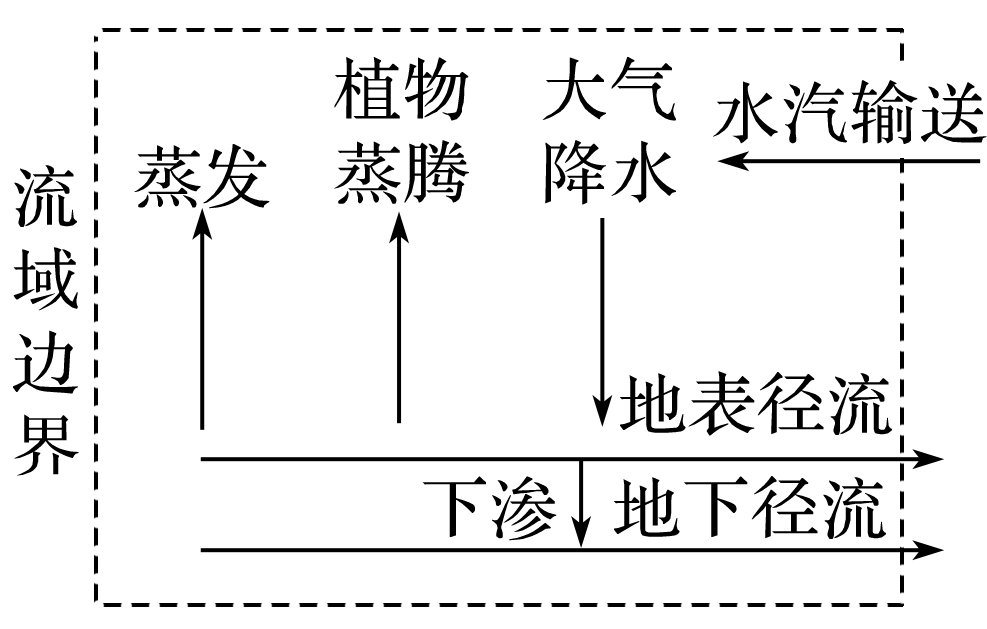 植物
蒸腾
大气
降水
水汽输送
蒸发
流域边界
地表径流
下渗
地下径流